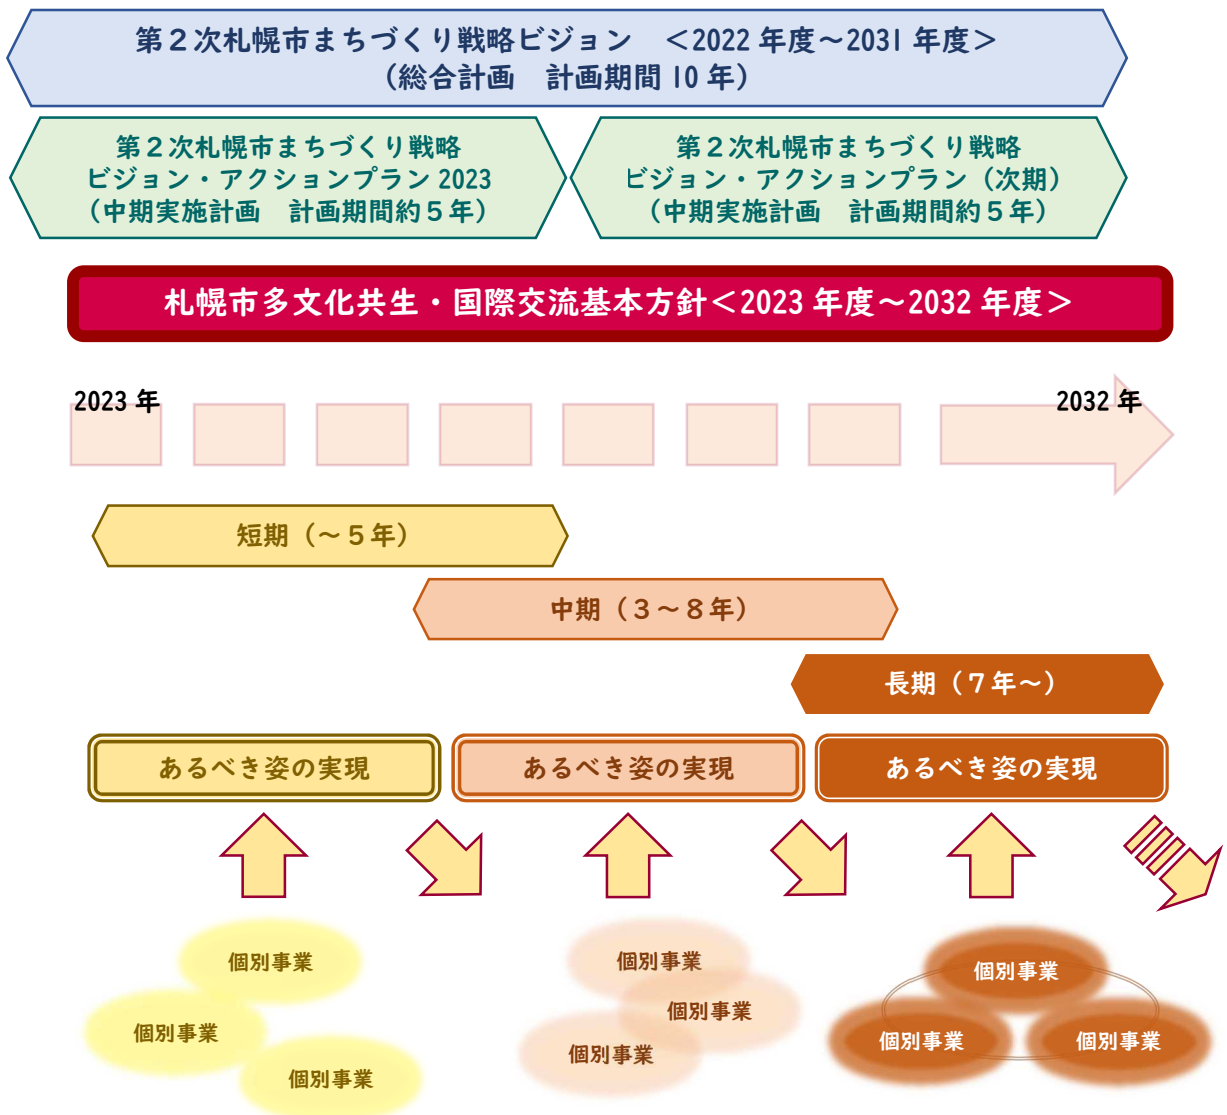 第２次札幌市まちづくり戦略ビジョン　＜2022 年度～2031 年度＞
（総合計画　計画期間 10 年）
第２次札幌市まちづくり戦略
ビジョン・アクションプラン 2023
（中期実施計画　計画期間約５年）
第２次札幌市まちづくり戦略
ビジョン・アクションプラン（次期）
（中期実施計画　計画期間約５年）
札幌市多文化共生・国際交流基本方針＜2023 年度～2032 年度＞
2023 年
2032 年
短期（～５年）
中期（３～８年）
長期（７年～）
あるべき姿の実現
あるべき姿の実現
あるべき姿の実現
個別事業
個別事業
個別事業
個別事業
個別事業
個別事業
個別事業
個別事業
個別事業